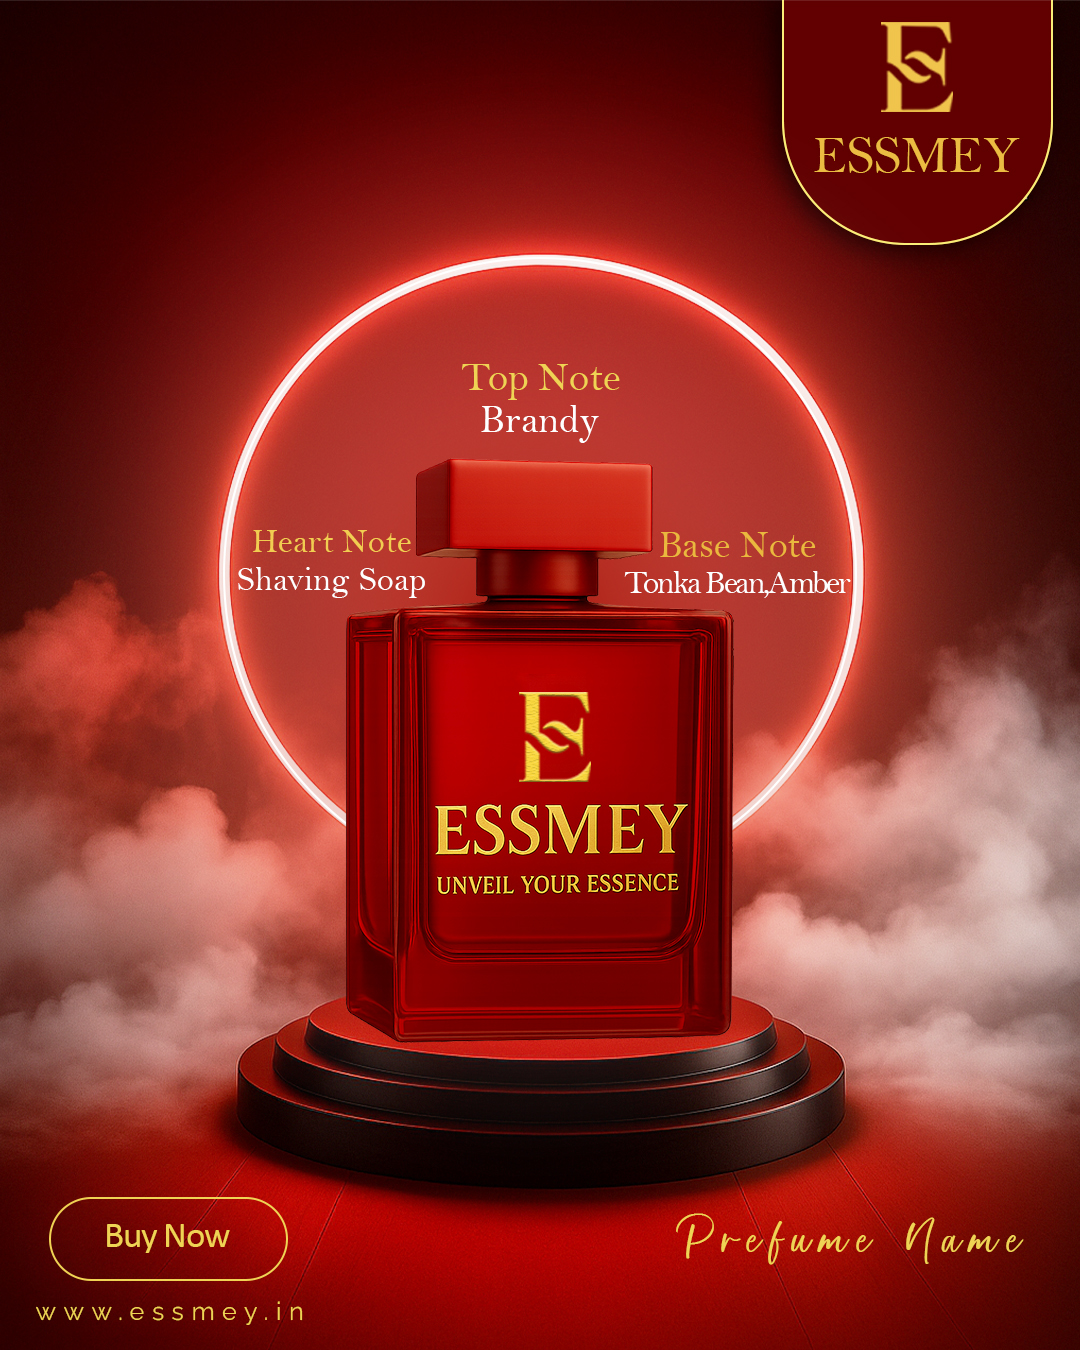 ESSMEY
Top Note
Brandy
Heart Note
Shaving Soap
Base Note
Tonka Bean,Amber
ESSMEY
UNVEIL YOUR ESSENCE
Buy Now
Prefume Name
www.essmey.in